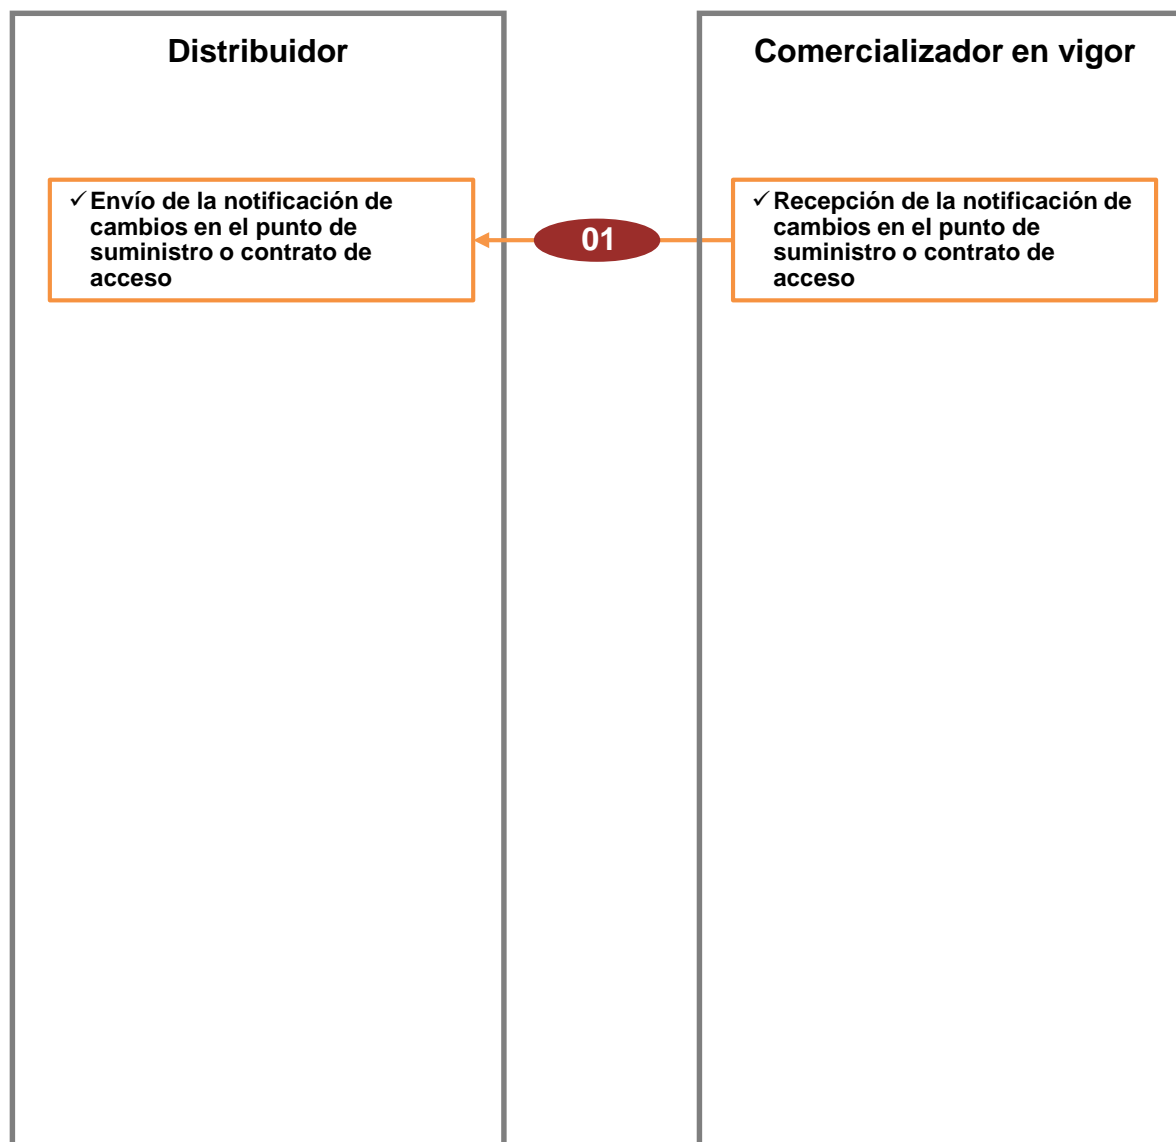 Distribuidor
✓ Envío de la notificación de
cambios en el punto de
suministro o contrato de
acceso
01
Comercializador en vigor
✓ Recepción de la notificación de
cambios en el punto de
suministro o contrato de
acceso